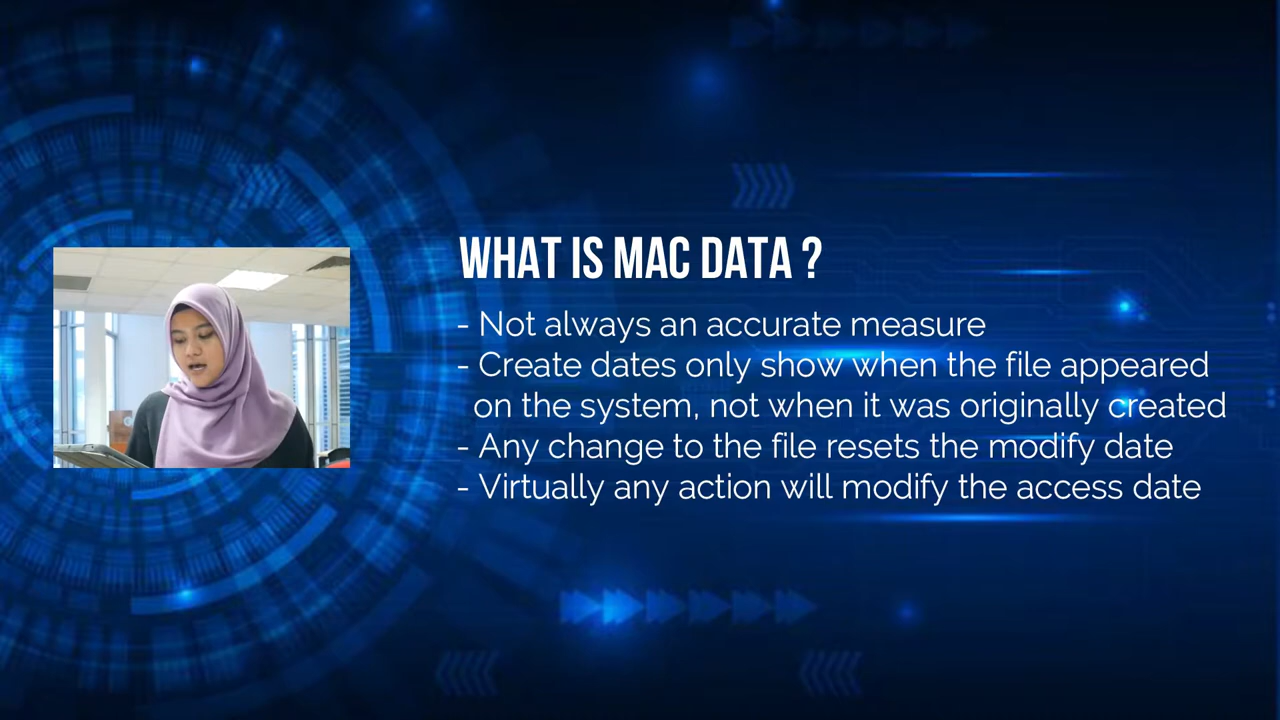 WHAT IS MAC DATA ?
- Not always an accurate measure
- Create dates only show when the file appeared
on the system, not when it was originally created
- Any change to the file resets the modify date
- Virtually any action will modify the access date